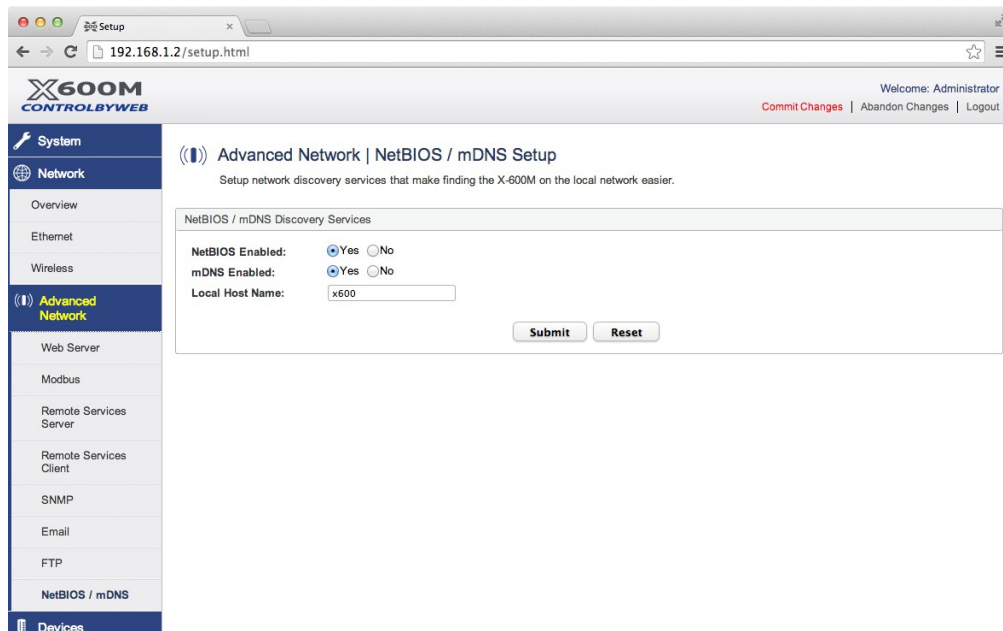 Setup
192.168.1.2/setup.html
X600M
CONTROLBYWEB
Welcome: Administrator
Commit Changes | Abandon Changes | Logout
System
Network
Overview
Ethernet
Wireless
Advanced
Network
Web Server
Modbus
Remote Services
Server
Remote Services
Client
SNMP
Email
FTP
NetBIOS / mDNS
Devices
Advanced Network | NetBIOS / mDNS Setup
Setup network discovery services that make finding the X-600M on the local network easier.
NetBIOS / mDNS Discovery Services
NetBIOS Enabled: Yes No
mDNS Enabled: Yes No
Local Host Name: x600
Submit Reset